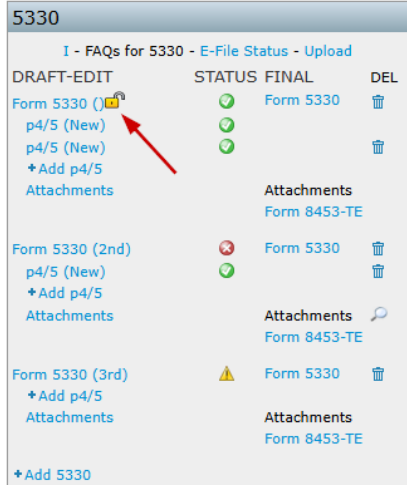 5330
I - FAQs for 5330 - E-File Status - Upload
DRAFT-EDIT STATUS FINAL DEL
Form 5330 () Form 5330
p4/5 (New)
p4/5 (New)
+Add p4/5
Attachments Attachments
Form 8453-TE
Form 5330 (2nd) Form 5330
p4/5 (New)
+Add p4/5
Attachments Attachments
Form 8453-TE
Form 5330 (3rd) Form 5330
+Add p4/5
Attachments Attachments
Form 8453-TE
+Add 5330